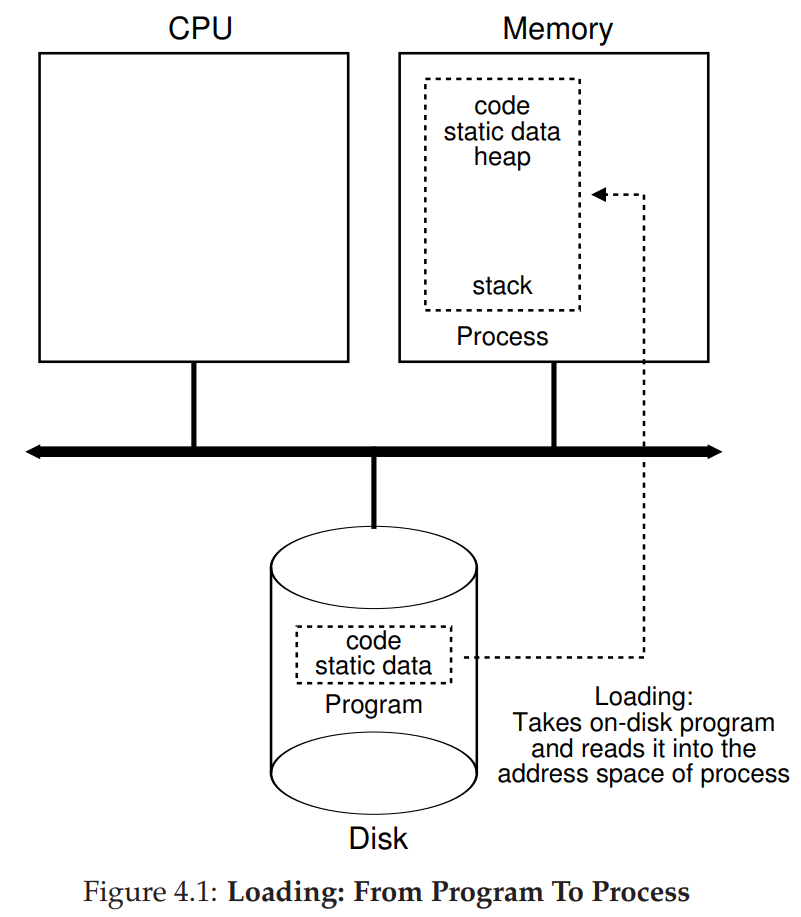 CPU
Memory
code
static data
heap
stack
Process
code
static data
Program
Loading:
Takes on-disk program
and reads it into the
address space of process
Disk
Figure 4.1: Loading: From Program To Process